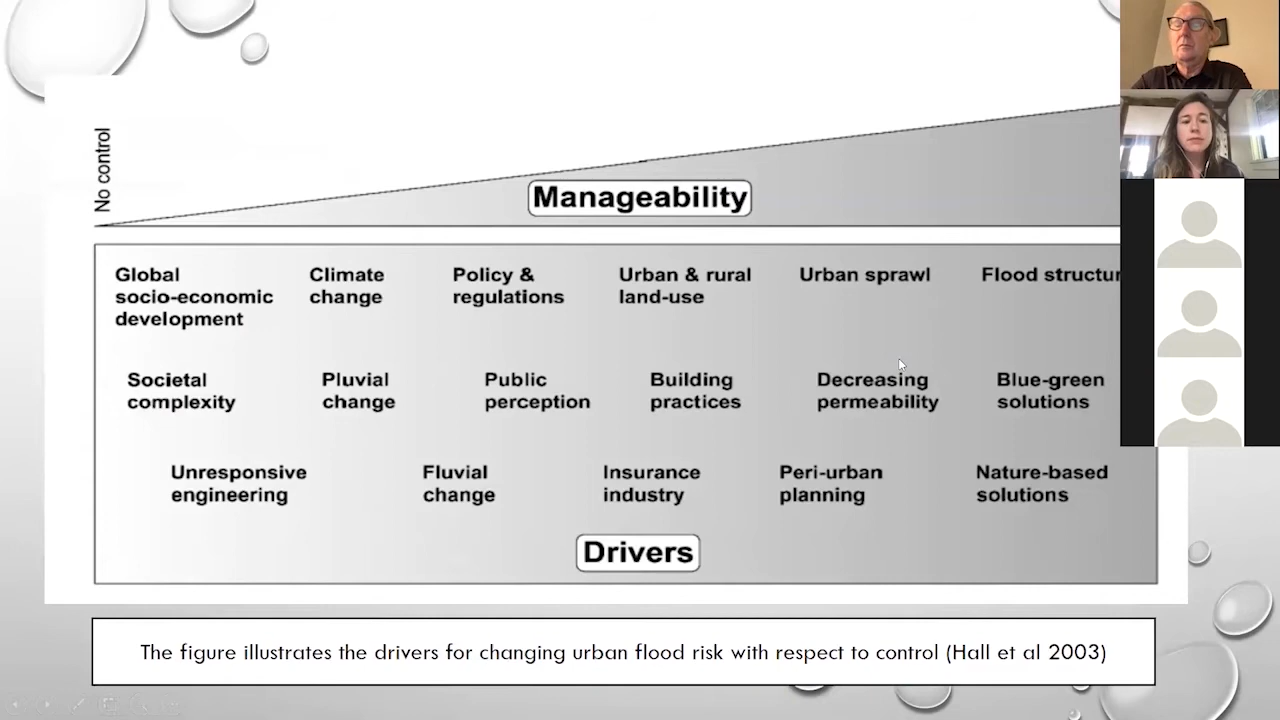 No control
Manageability
Global
socio-economic
development
Climate
change
Policy &
regulations
Urban & rural
land-use
Urban sprawl
Flood
Societal
complexity
Pluvial
change
Public
perception
Building
practices
Decreasing
permeability
Blue-green
solutions
Unresponsive
engineering
Fluvial
change
Insurance
industry
Peri-urban
planning
Nature-based
solutions
Drivers
The figure illustrates the drivers for changing urban flood risk with respect to control (Hall et al 2003)